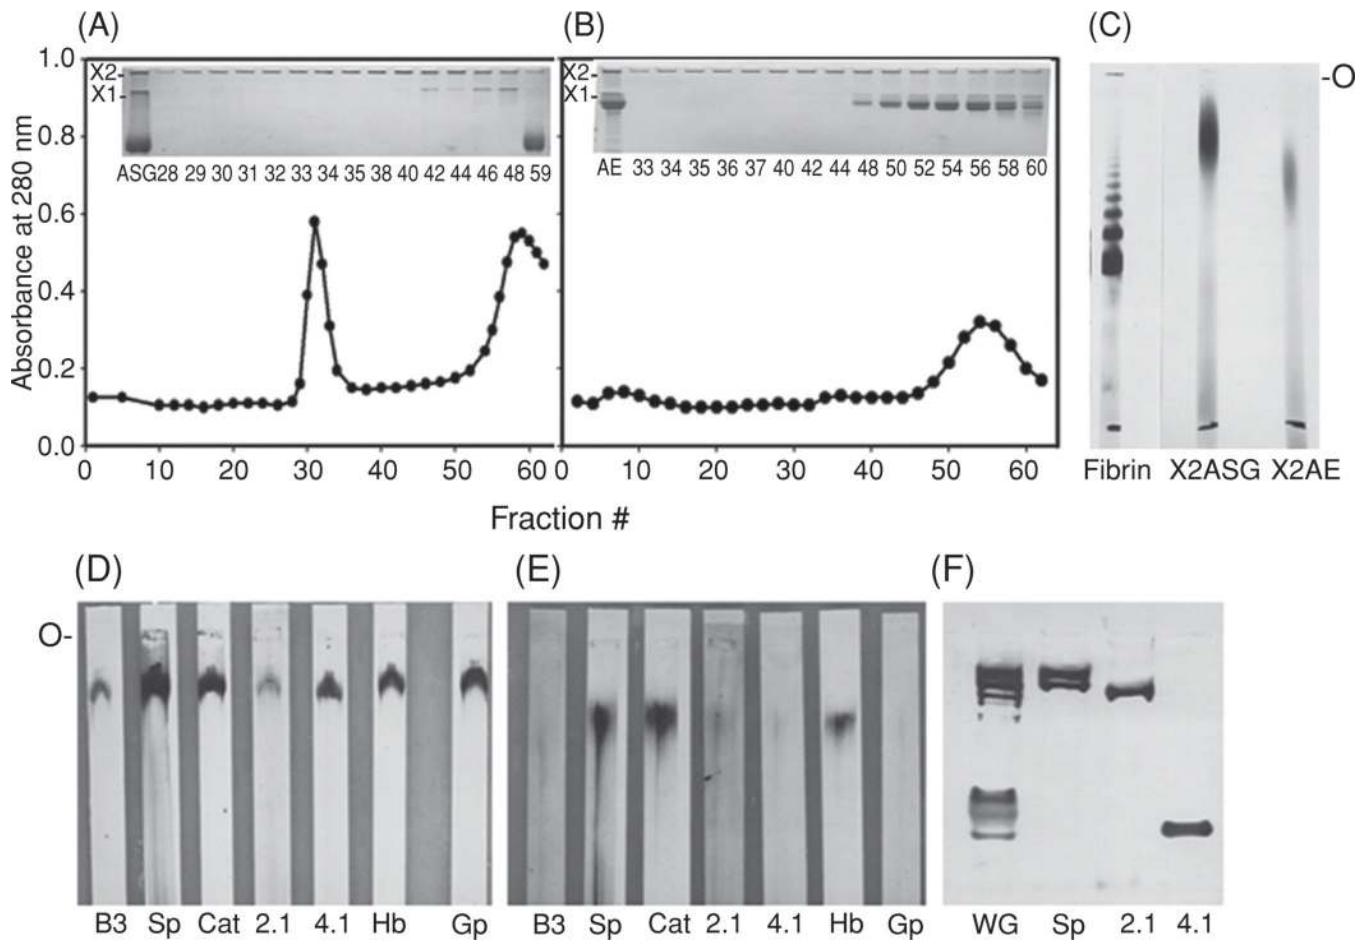 (A) (B) (C)
1.0 X2 X2 -O
X1 X1
0.8
ASG 28 29 30 31 32 33 34 35 38 40 42 44 46 48 59 AE 33 34 35 36 37 40 42 44 48 50 52 54 56 58 60
Absorbance at 280 nm
0.6
0.4
0.2
0.0
0 10 20 30 40 50 60 0 10 20 30 40 50 60
Fibrin X2ASG X2AE
Fraction #
(D) (E) (F)
O-
B3 Sp Cat 2.1 4.1 Hb Gp B3 Sp Cat 2.1 4.1 Hb Gp WG Sp 2.1 4.1